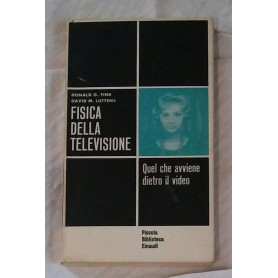 DONALD G. FINK
DAVID M. LUTYENS
FISICA
DELLA
TELEVISIONE
Quel che avviene
dietro il video
Piccola
Biblioteca
Einaudi